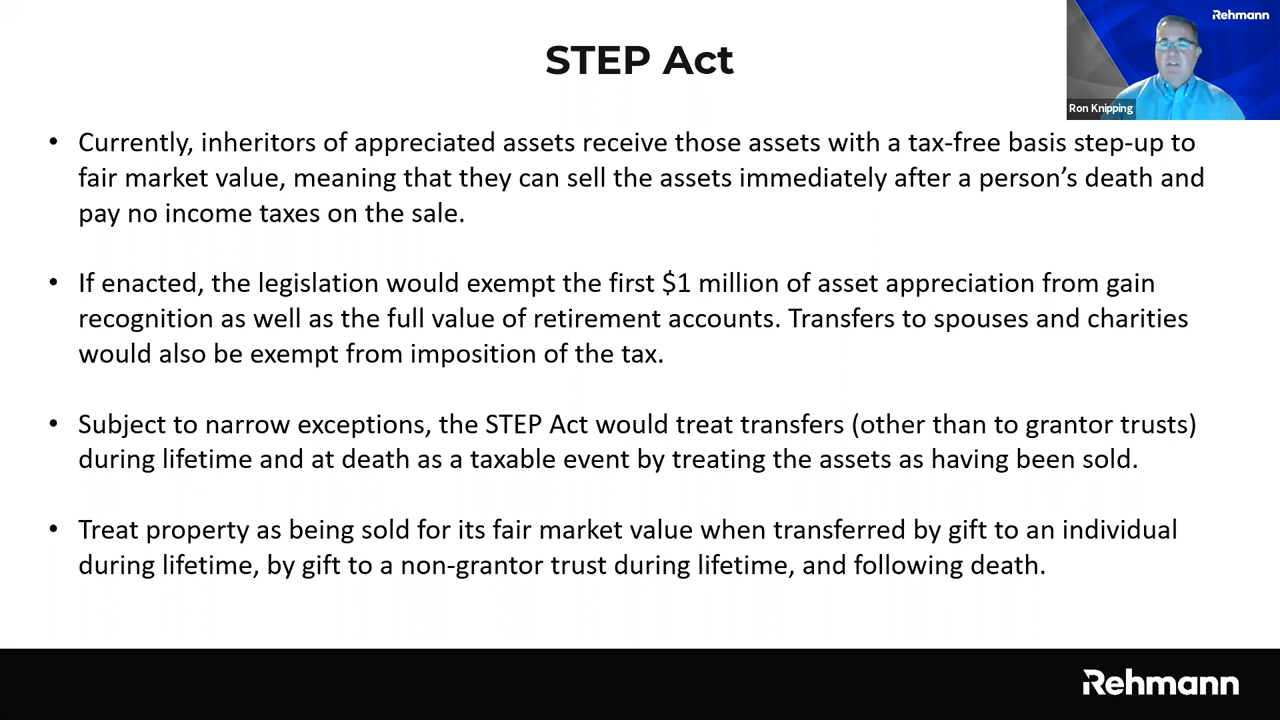 Rehmann
STEP Act
Ron Knipping
• Currently, inheritors of appreciated assets receive those assets with a tax-free basis step-up to
fair market value, meaning that they can sell the assets immediately after a person’s death and
pay no income taxes on the sale.
• If enacted, the legislation would exempt the first $1 million of asset appreciation from gain
recognition as well as the full value of retirement accounts. Transfers to spouses and charities
would also be exempt from imposition of the tax.
• Subject to narrow exceptions, the STEP Act would treat transfers (other than to grantor trusts)
during lifetime and at death as a taxable event by treating the assets as having been sold.
• Treat property as being sold for its fair market value when transferred by gift to an individual
during lifetime, by gift to a non-grantor trust during lifetime, and following death.
Rehmann